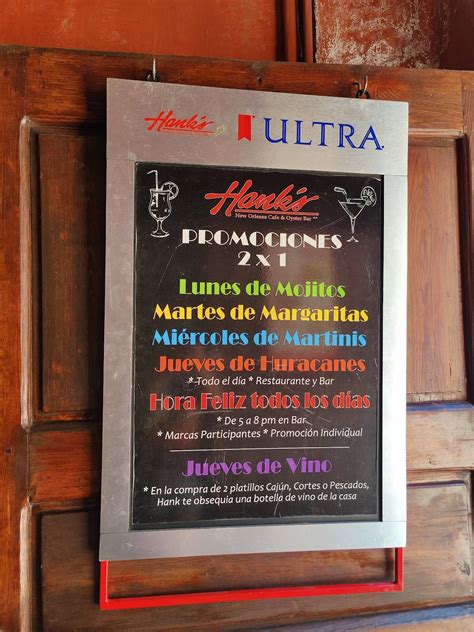 Hank's ULTRA
Hank's
New Orleans Cafe & Oyster Bar
PROMOCIONES
2 x 1
Lunes de Mojitos
Martes de Margaritas
Miércoles de Martinis
Jueves de Huracanes
* Todo el día * Restaurante y Bar
Hora Feliz todos los días
* De 5 a 8 pm en Bar
* Marcas Participantes * Promoción Individual
Jueves de Vino
* En la compra de 2 platillos Cajún, Cortes o Pescados,
Hank te obsequia una botella de vino de la casa